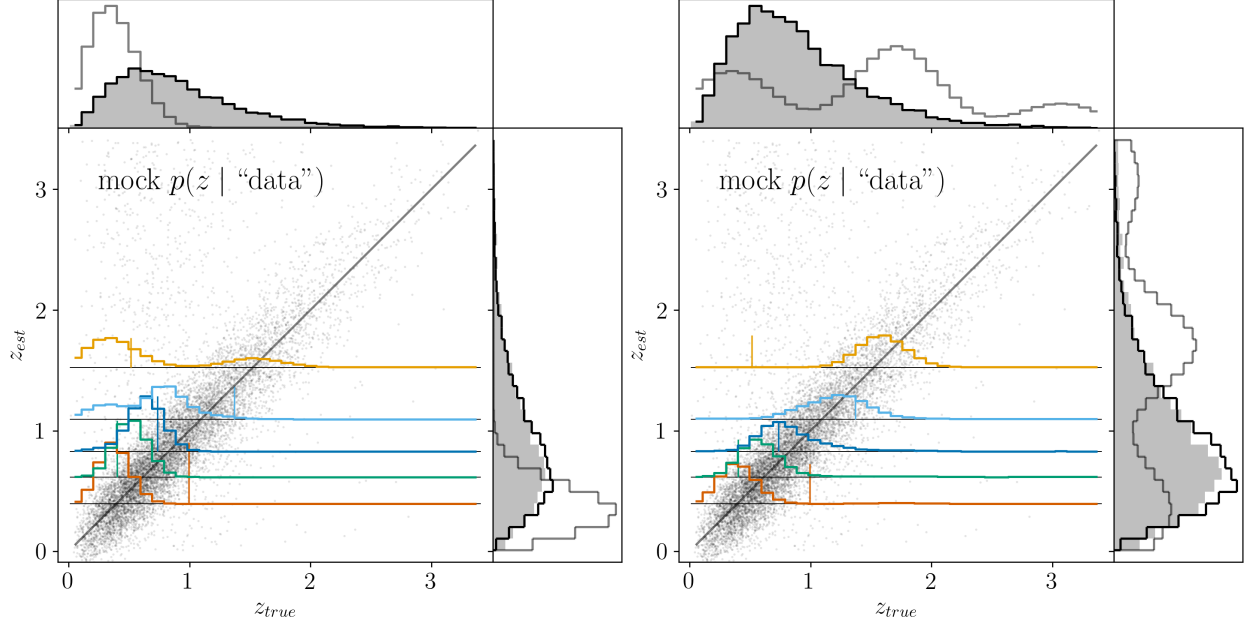 mock p(z | “data”)
3
2
1
0
z_est
0
1
2
3
z_true
mock p(z | “data”)
3
2
1
0
z_est
0
1
2
3
z_true